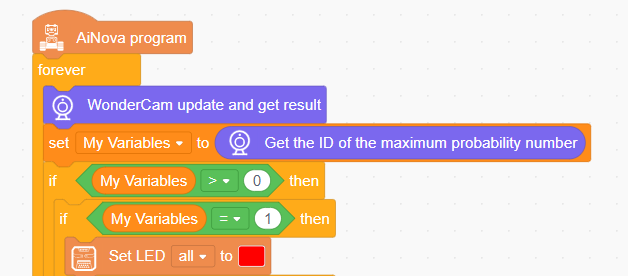 AiNova program
forever
WonderCam update and get result
set My Variables to Get the ID of the maximum probability number
if My Variables > 0 then
if My Variables = 1 then
Set LED all to